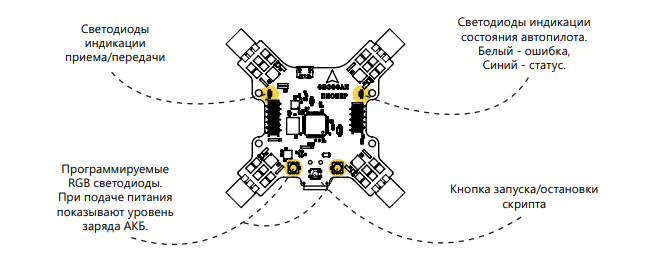 Светодиоды
индикации
приема/передачи
Светодиоды индикации
состояния автопилота.
Белый - ошибка,
Синий - статус.
ПИОНЕР
Программируемые
RGB светодиоды.
При подаче питания
показывают уровень
заряда АКБ.
Кнопка запуска/остановки
скрипта